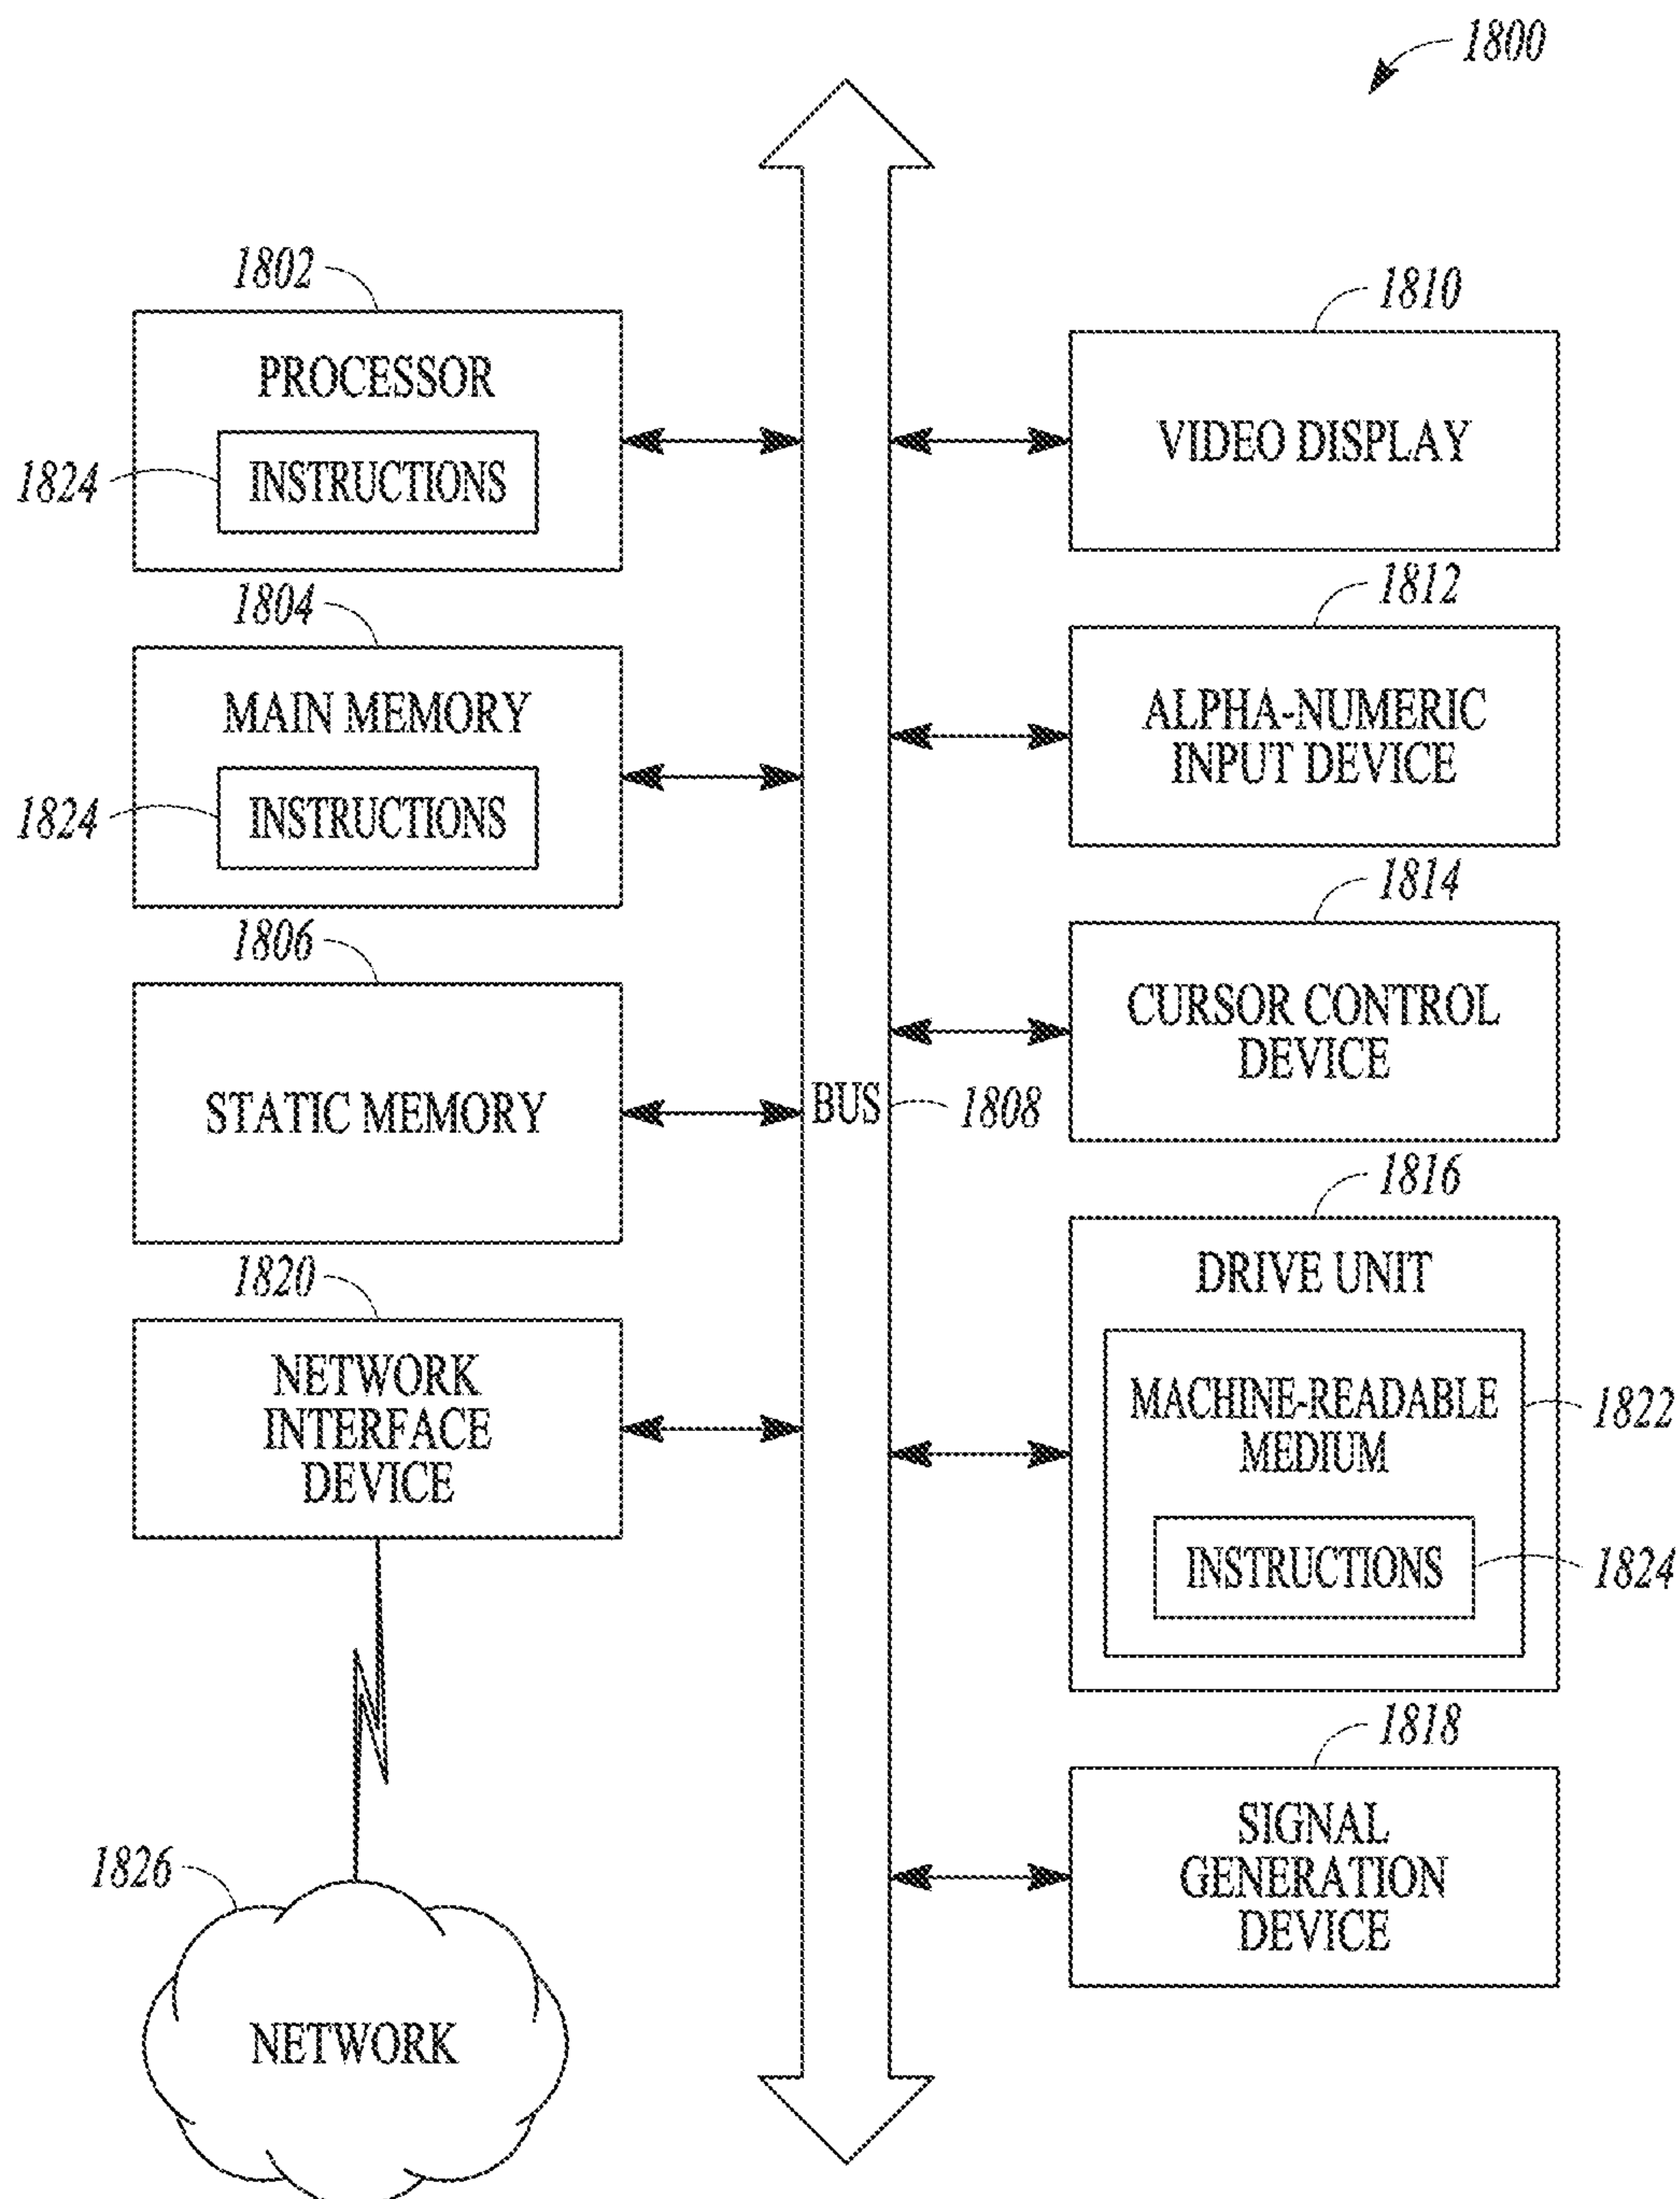 1800
1802
PROCESSOR
1824
INSTRUCTIONS
1804
MAIN MEMORY
1824
INSTRUCTIONS
1806
STATIC MEMORY
1820
NETWORK
INTERFACE
DEVICE
1826
NETWORK
BUS
1808
1810
VIDEO DISPLAY
1812
ALPHA-NUMERIC
INPUT DEVICE
1814
CURSOR CONTROL
DEVICE
1816
DRIVE UNIT
MACHINE-READABLE
MEDIUM
1822
INSTRUCTIONS
1824
1818
SIGNAL
GENERATION
DEVICE